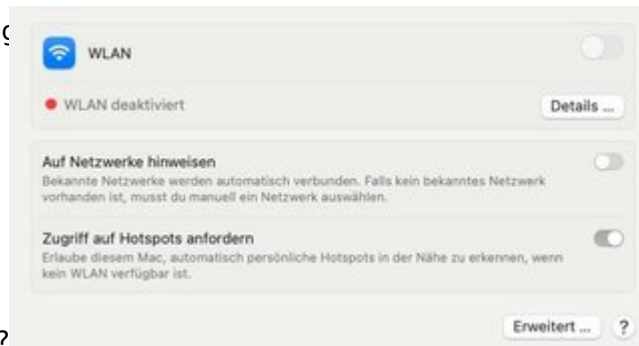 WLAN
WLAN deaktiviert
Details ...
Auf Netzwerke hinweisen
Bekannte Netzwerke werden automatisch verbunden. Falls kein bekanntes Netzwerk
vorhanden ist, musst du manuell ein Netzwerk auswählen.
Zugriff auf Hotspots anfordern
Erlaube diesem Mac, automatisch persönliche Hotspots in der Nähe zu erkennen, wenn
kein WLAN verfügbar ist.
Erweitert ... ?
?